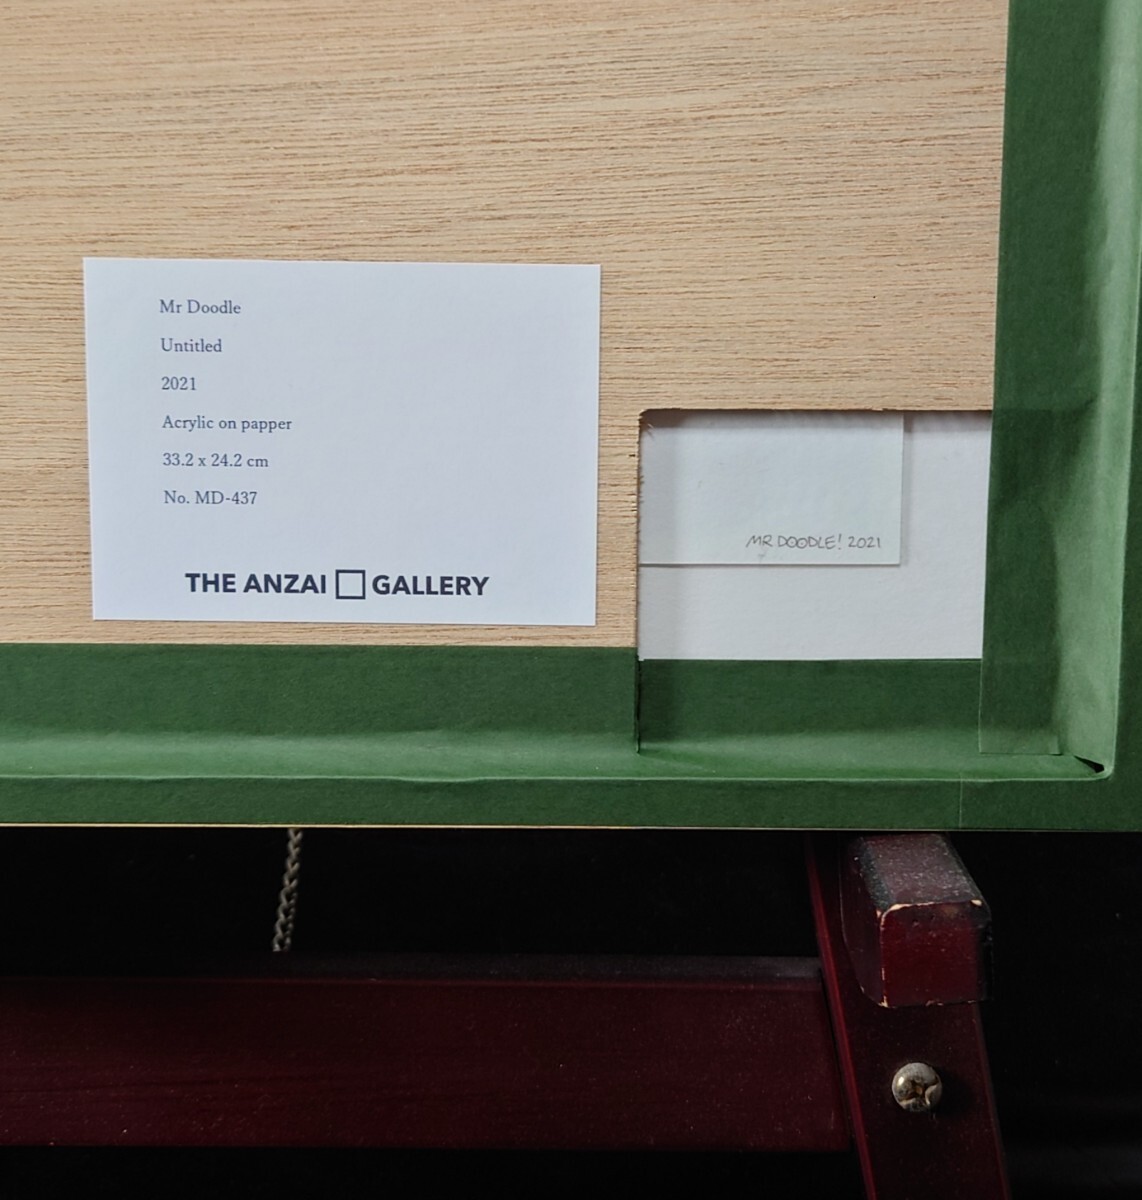 Mr Doodle
Untitled
2021
Acrylic on papper
33.2 x 24.2 cm
No. MD-437
THE ANZAI GALLERY
MR DOODLE! 2021